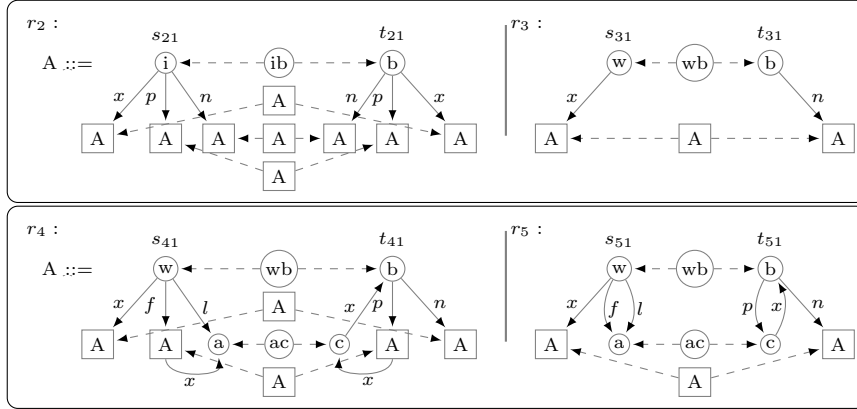 r2 : r3 :
s21 t21 s31 t31
A ::= i ib b w wb b
x p n A n p x x n
A A A A A A A A A A
A
r4 : r5 :
s41 t41 s51 t51
A ::= w wb b w wb b
x f l A x p n x f l p x n
A A a ac c A A A a ac c A
x A x A